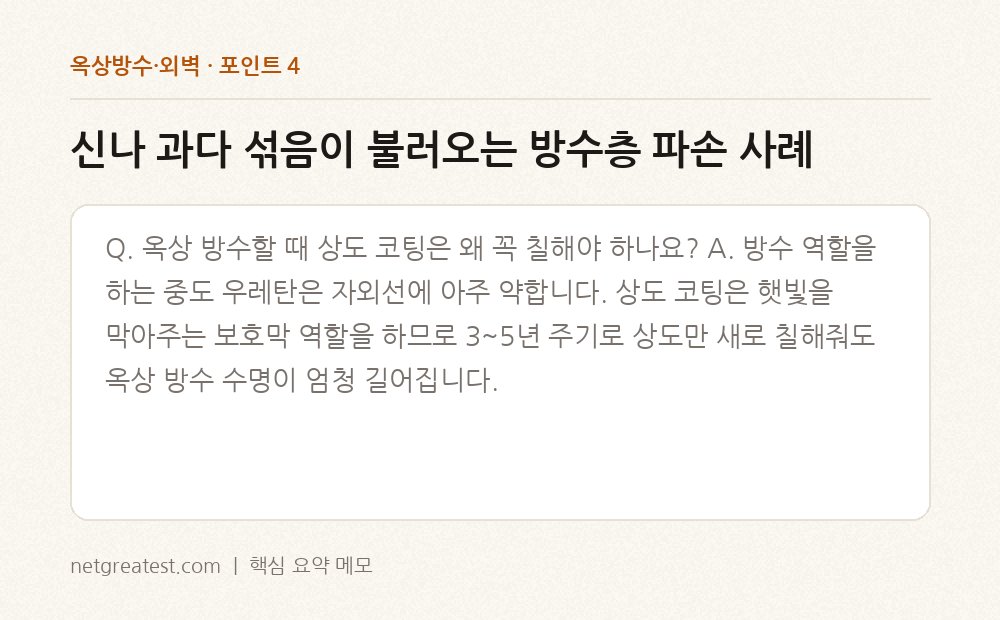 옥상방수·외벽 · 포인트 4
신나 과다 섞음이 불러오는 방수층 파손 사례
Q. 옥상 방수할 때 상도 코팅은 왜 꼭 칠해야 하나요? A. 방수 역할을
하는 중도 우레탄은 자외선에 아주 약합니다. 상도 코팅은 햇빛을
막아주는 보호막 역할을 하므로 3~5년 주기로 상도만 새로 칠해줘도
옥상 방수 수명이 엄청 길어집니다.
netgreatest.com | 핵심 요약 메모